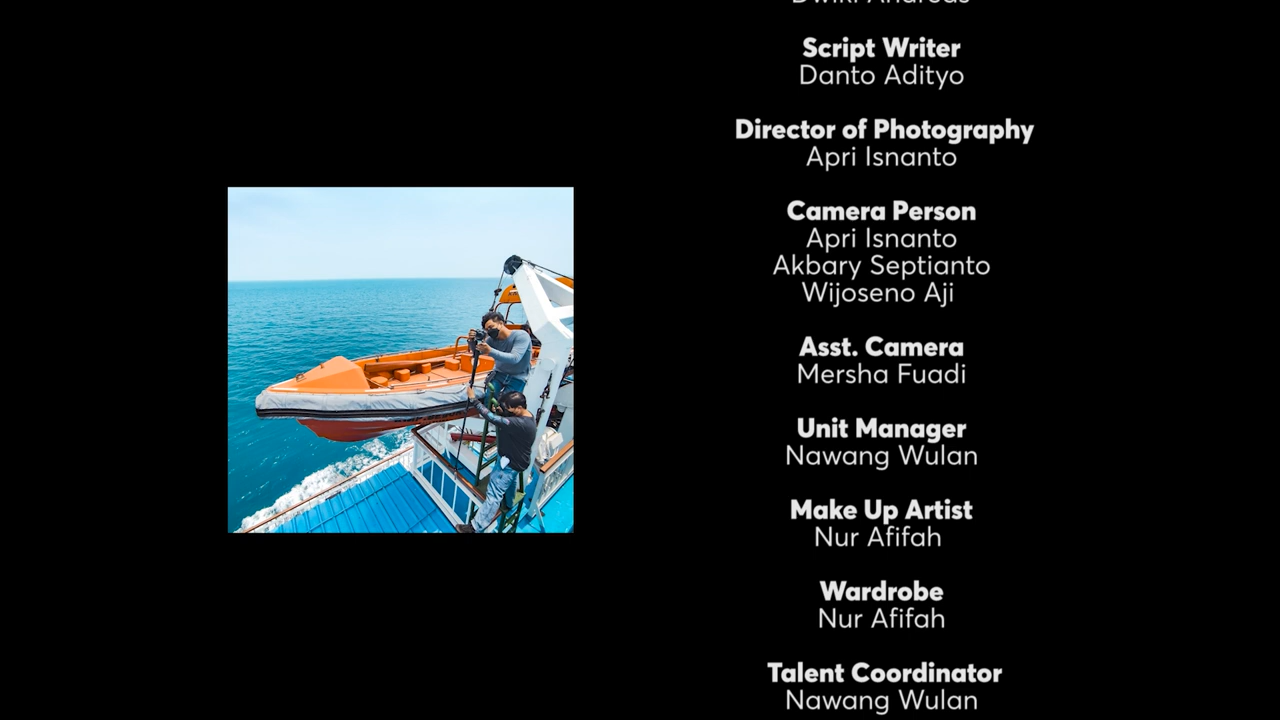 Script Writer
Danto Adityo
Director of Photography
Apri Isnanto
Camera Person
Apri Isnanto
Akbary Septianto
Wijoseno Aji
Asst. Camera
Mersha Fuadi
Unit Manager
Nawang Wulan
Make Up Artist
Nur Afifah
Wardrobe
Nur Afifah
Talent Coordinator
Nawang Wulan